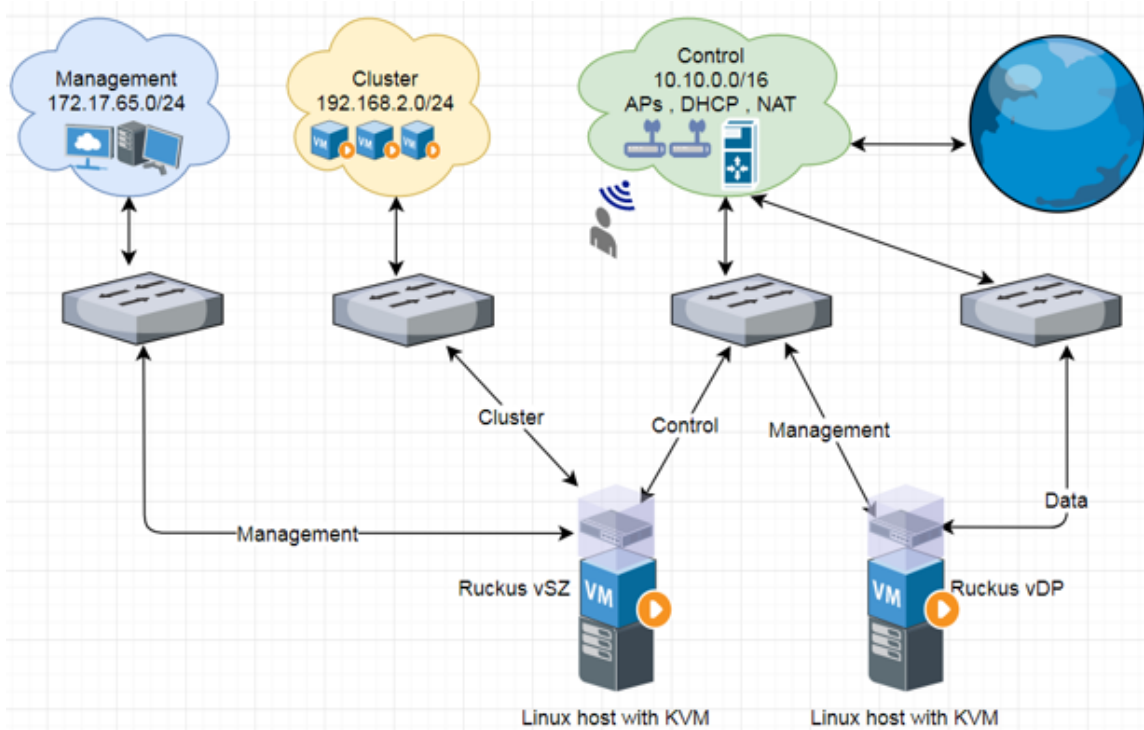 Management
172.17.65.0/24
Cluster
192.168.2.0/24
Control
10.10.0.0/16
APs , DHCP , NAT
VM
VM
VM
Cluster
Control
Management
Data
Management
Ruckus vSZ
VM
VM
Ruckus vDP
Linux host with KVM
Linux host with KVM